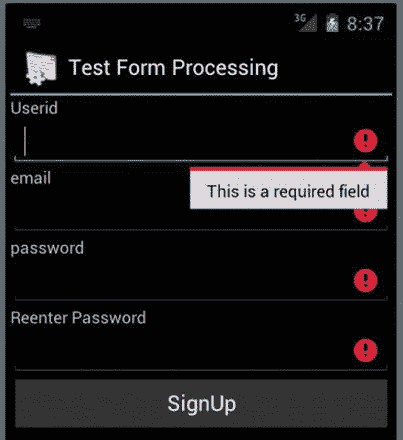 3G 8:37
Test Form Processing
Userid
email
This is a required field
password
Reenter Password
SignUp